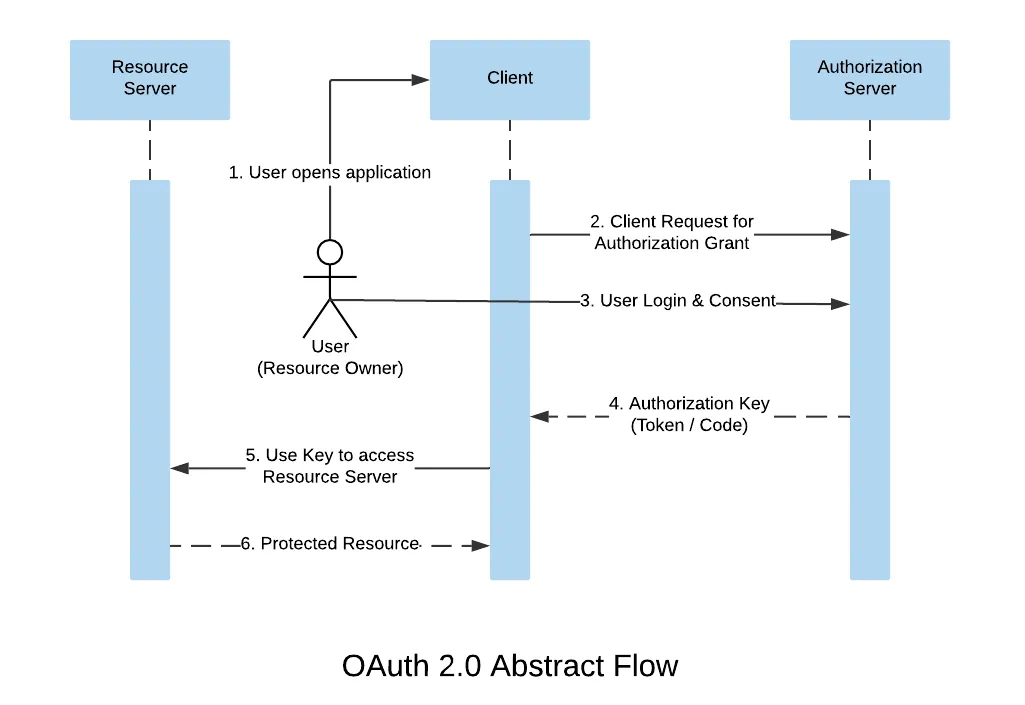 Resource
Server
Client
Authorization
Server
1. User opens application
2. Client Request for
Authorization Grant
3. User Login & Consent
User
(Resource Owner)
4. Authorization Key
(Token / Code)
5. Use Key to access
Resource Server
6. Protected Resource
OAuth 2.0 Abstract Flow